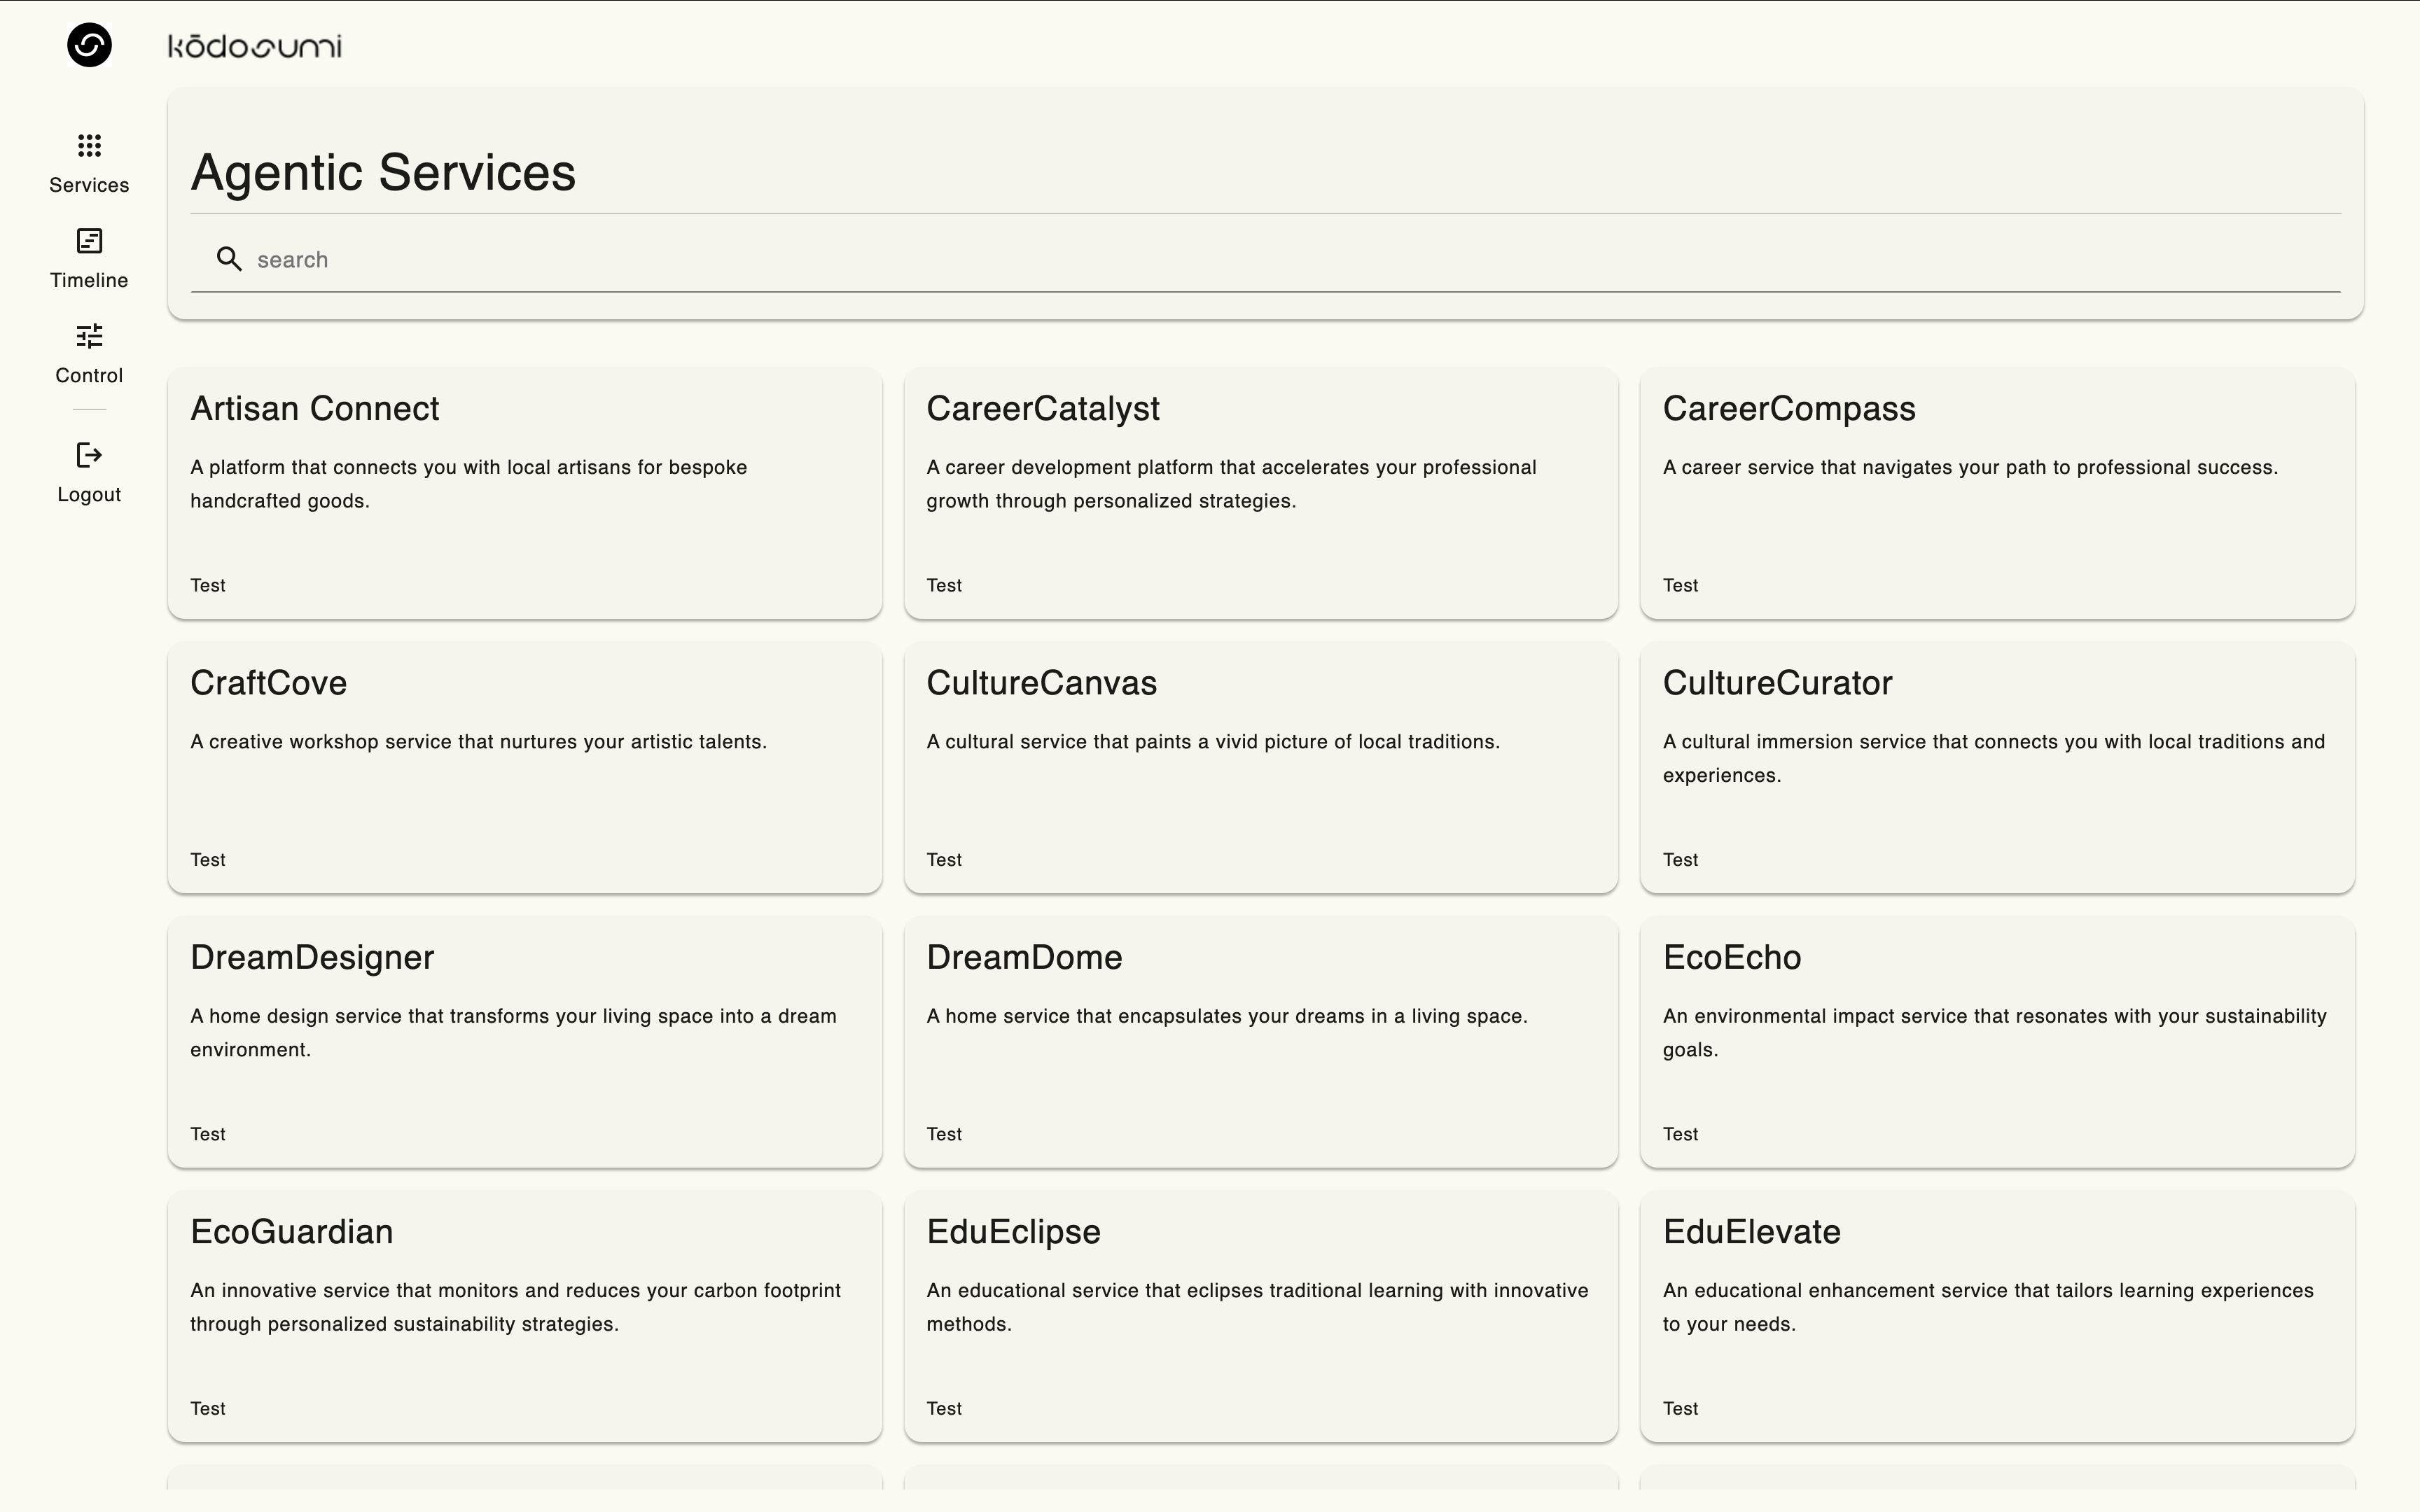 kōdosumi
Services
Timeline
Control
Logout
Agentic Services
search
Artisan Connect
A platform that connects you with local artisans for bespoke
handcrafted goods.
Test
CareerCatalyst
A career development platform that accelerates your professional
growth through personalized strategies.
Test
CareerCompass
A career service that navigates your path to professional success.
Test
CraftCove
A creative workshop service that nurtures your artistic talents.
Test
CultureCanvas
A cultural service that paints a vivid picture of local traditions.
Test
CultureCurator
A cultural immersion service that connects you with local traditions and
experiences.
Test
DreamDesigner
A home design service that transforms your living space into a dream
environment.
Test
DreamDome
A home service that encapsulates your dreams in a living space.
Test
EcoEcho
An environmental impact service that resonates with your sustainability
goals.
Test
EcoGuardian
An innovative service that monitors and reduces your carbon footprint
through personalized sustainability strategies.
Test
EduEclipse
An educational service that eclipses traditional learning with innovative
methods.
Test
EduElevate
An educational enhancement service that tailors learning experiences
to your needs.
Test